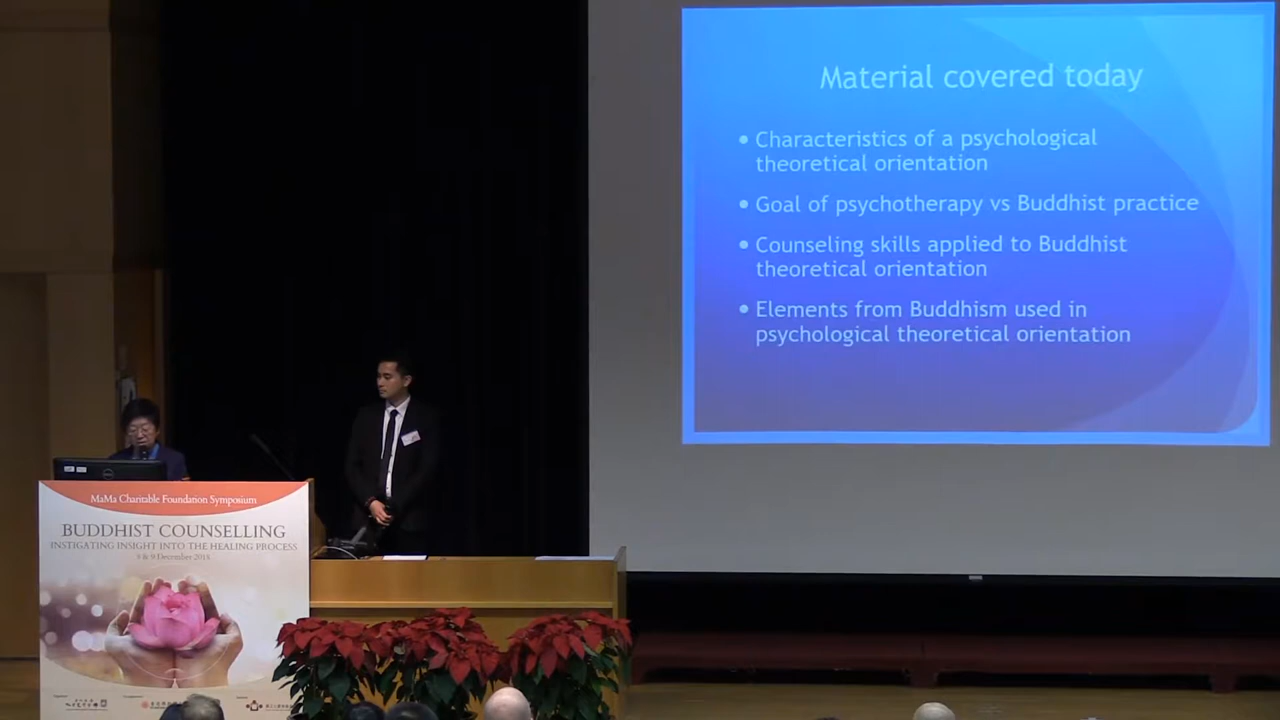 Material covered today
• Characteristics of a psychological
theoretical orientation
• Goal of psychotherapy vs Buddhist practice
• Counseling skills applied to Buddhist
theoretical orientation
• Elements from Buddhism used in
psychological theoretical orientation
MaMa Charitable Foundation Symposium
BUDDHIST COUNSELLING
INSTIGATING INSIGHT INTO THE HEALING PROCESS
December